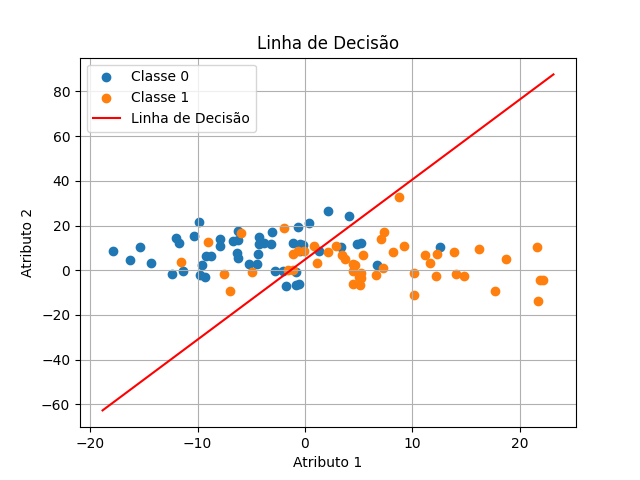 Linha de Decisão
Classe 0
Classe 1
Linha de Decisão
80
60
40
20
0
−20
−40
−60
Atributo 2
−20 −10 0 10 20
Atributo 1